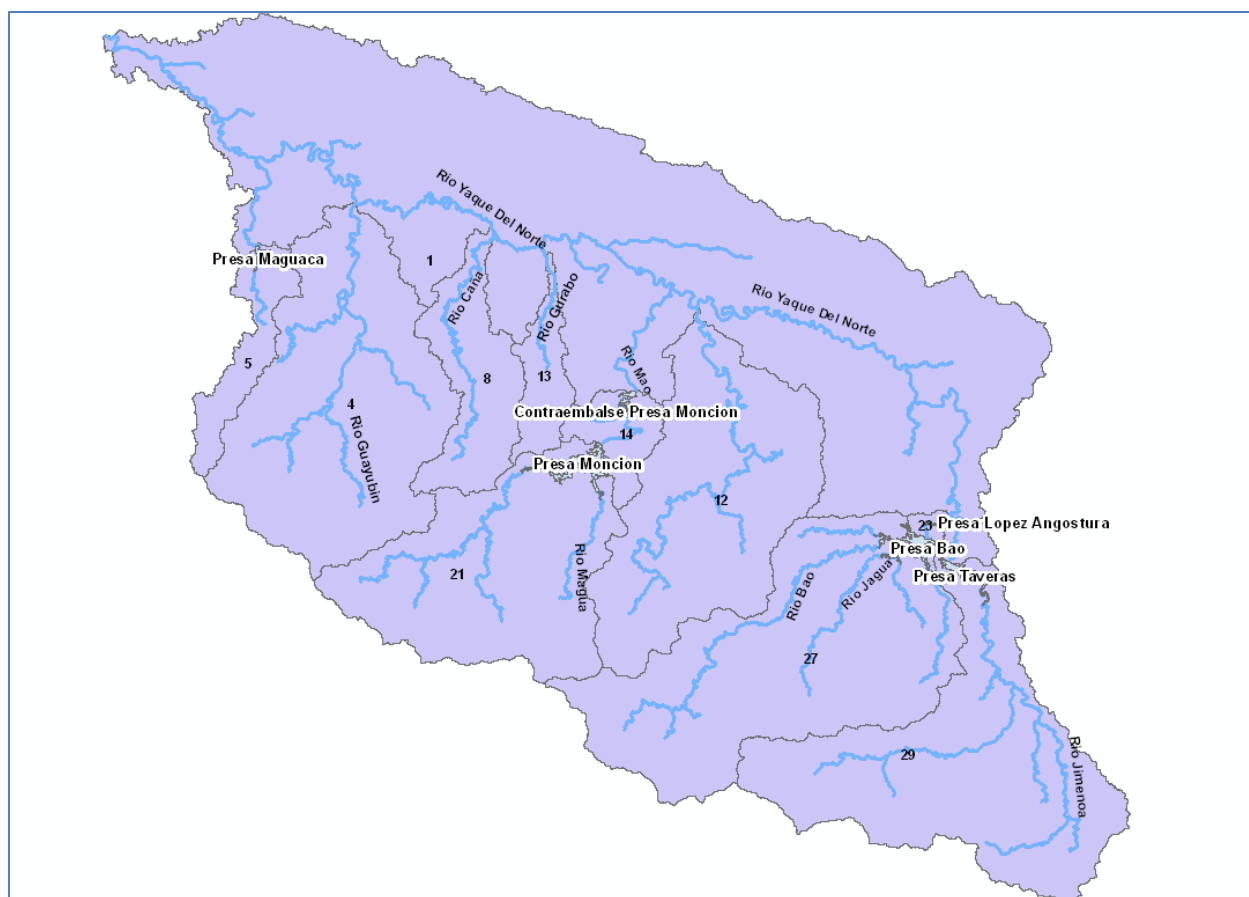 Rio Yaque Del Norte
Presa Maguaca
1
Rio Caña
Rio Gurabo
Rio Yaque Del Norte
5
8
13
Rio Mao
4
Contraembalse Presa Moncion
14
Rio Guayubin
Presa Moncion
12
23
Presa Lopez Angostura
Presa Bao
Presa Taveras
21
Rio Magua
Rio Bao
Rio Jagua
27
29
Rio Jimenoa